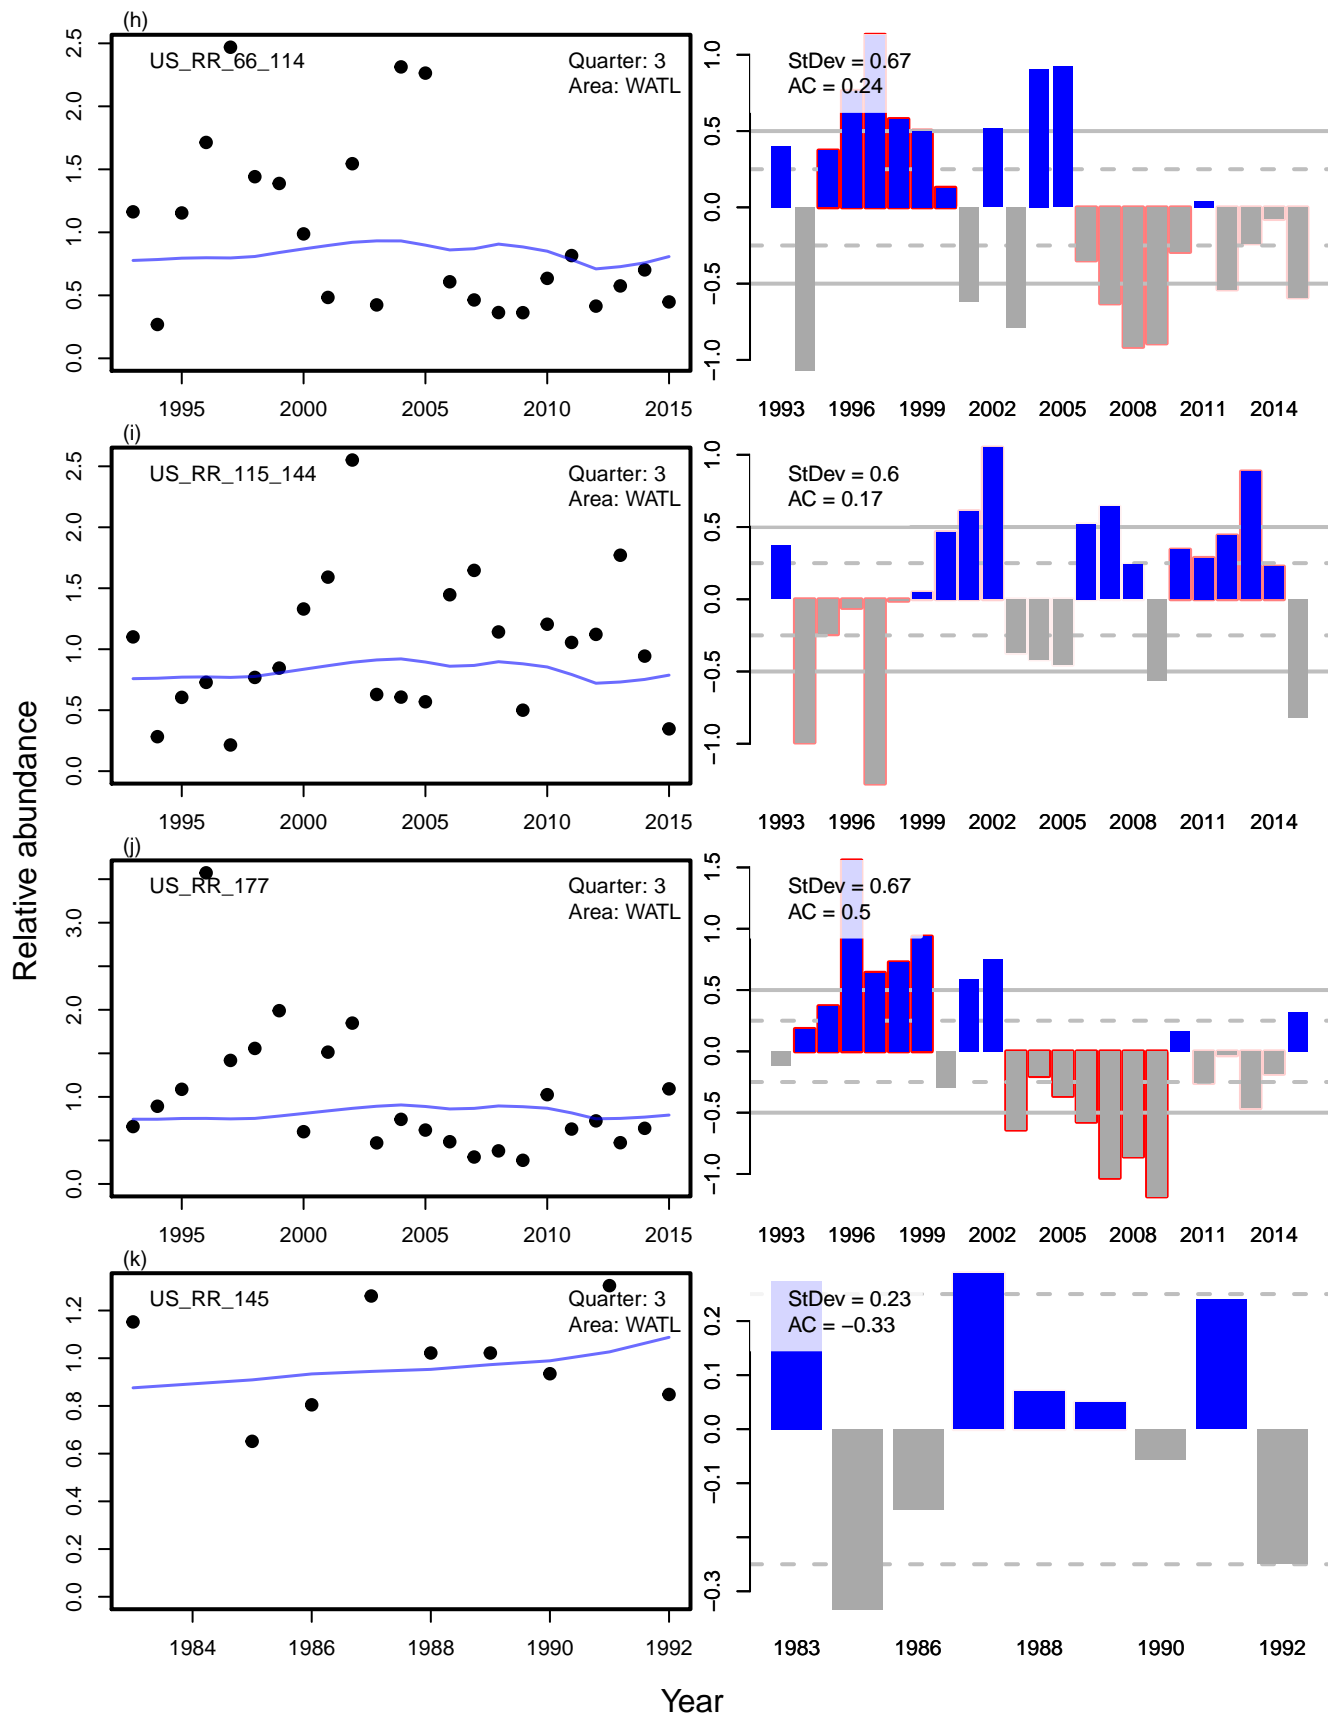 (h)
US_RR_66_114
Quarter: 3
Area: WATL
0.0 0.5 1.0 1.5 2.0 2.5
1995 2000 2005 2010 2015
StDev = 0.67
AC = 0.24
−1.0 −0.5 0.0 0.5 1.0
1993 1996 1999 2002 2005 2008 2011 2014
(i)
US_RR_115_144
Quarter: 3
Area: WATL
0.0 0.5 1.0 1.5 2.0 2.5
1995 2000 2005 2010 2015
StDev = 0.6
AC = 0.17
−1.0 −0.5 0.0 0.5 1.0
1993 1996 1999 2002 2005 2008 2011 2014
Relative abundance
(j)
US_RR_177
Quarter: 3
Area: WATL
0.0 1.0 2.0 3.0
1995 2000 2005 2010 2015
StDev = 0.67
AC = 0.5
−1.0 −0.5 0.0 0.5 1.0 1.5
1993 1996 1999 2002 2005 2008 2011 2014
(k)
US_RR_145
Quarter: 3
Area: WATL
0.0 0.2 0.4 0.6 0.8 1.0 1.2
1984 1986 1988 1990 1992
StDev = 0.23
AC = −0.33
−0.3 −0.1 0.0 0.1 0.2
1983 1986 1988 1990 1992
Year